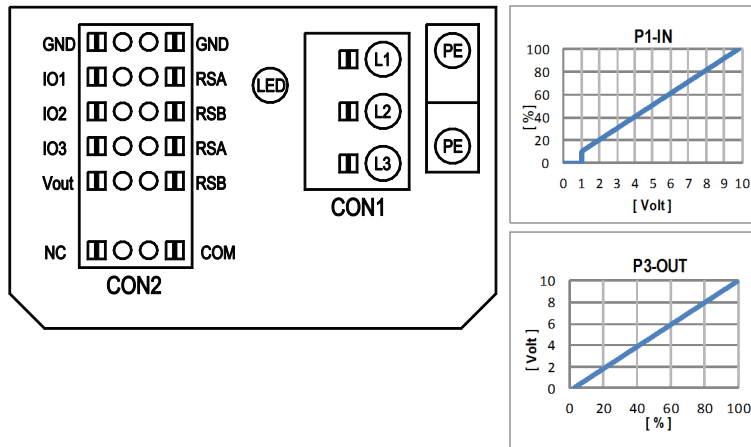 GND GND
IO1 RSA
IO2 RSB
IO3 RSA
Vout RSB
NC COM
CON2
LED
L1
L2
L3
CON1
PE
PE
P1-IN
[ % ]
100
80
60
40
20
0
0 1 2 3 4 5 6 7 8 9 10
[ Volt ]
P3-OUT
[ Volt ]
10
8
6
4
2
0
0 20 40 60 80 100
[ % ]